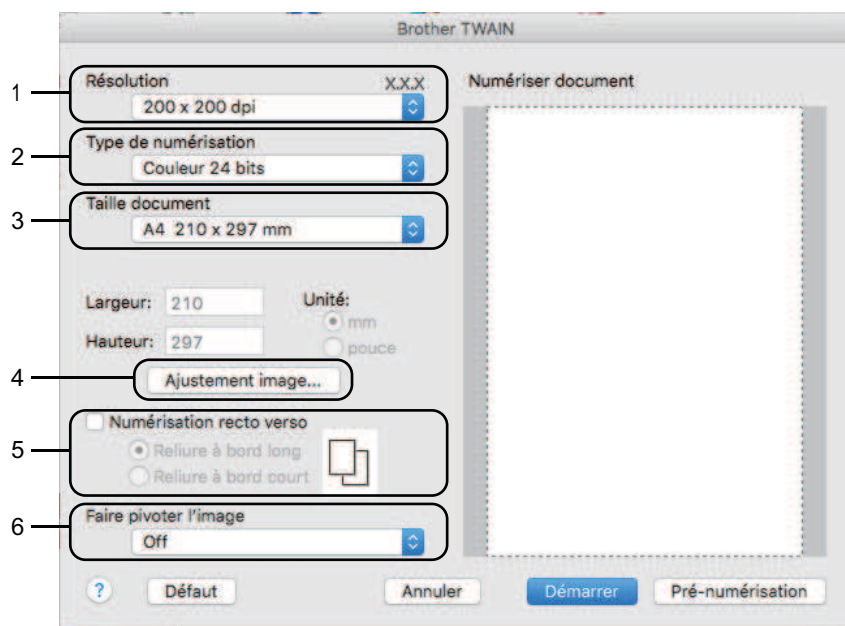 Brother TWAIN
1
Résolution X.X.X
200 x 200 dpi
2
Type de numérisation
Couleur 24 bits
3
Taille document
A4 210 x 297 mm
Largeur: 210
Unité:
mm
Hauteur: 297
pouce
4
Ajustement image...
5
Numérisation recto verso
Reliure à bord long
Reliure à bord court
6
Faire pivoter l'image
Off
Numériser document
? Défaut Annuler Démarrer Pré-numérisation